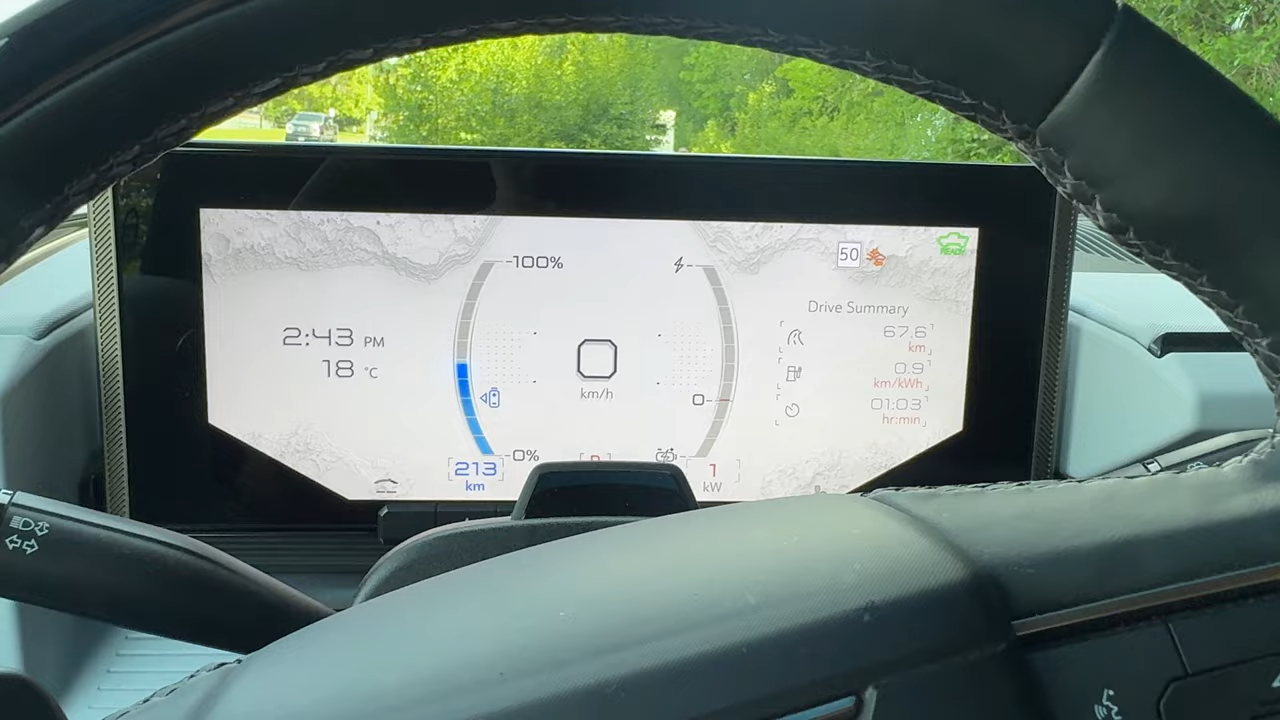 2:43 PM
18 °C
100%
0%
213
km
km/h
0
1
kW
50
READY
Drive Summary
67.6
km
0.9
km/kWh
01:03
hr:min